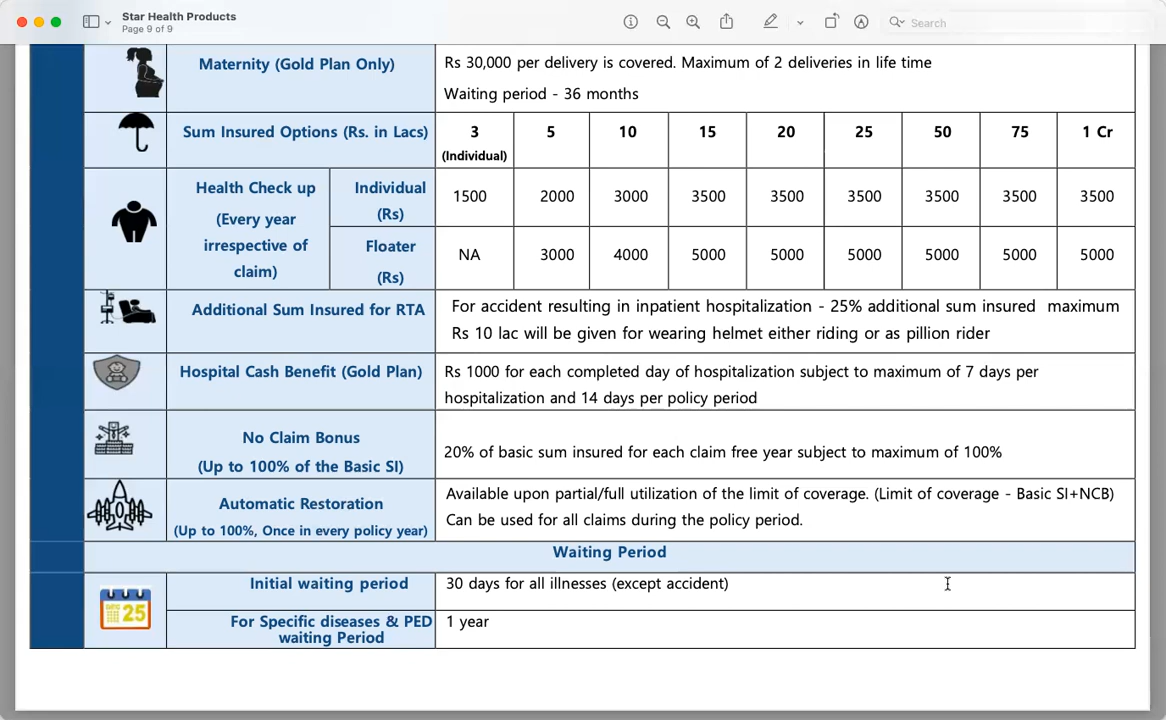 Star Health Products
Page 9 of 9
Search
Maternity (Gold Plan Only)
Rs 30,000 per delivery is covered. Maximum of 2 deliveries in life time
Waiting period - 36 months
Sum Insured Options (Rs. in Lacs)
3 5 10 15 20 25 50 75 1 Cr
(Individual)
Health Check up
(Every year
irrespective of
claim)
Individual
(Rs)
1500 2000 3000 3500 3500 3500 3500 3500 3500
Floater
(Rs)
NA 3000 4000 5000 5000 5000 5000 5000 5000
Additional Sum Insured for RTA
For accident resulting in inpatient hospitalization - 25% additional sum insured maximum
Rs 10 lac will be given for wearing helmet either riding or as pillion rider
Hospital Cash Benefit (Gold Plan)
Rs 1000 for each completed day of hospitalization subject to maximum of 7 days per
hospitalization and 14 days per policy period
No Claim Bonus
(Up to 100% of the Basic SI)
20% of basic sum insured for each claim free year subject to maximum of 100%
Automatic Restoration
(Up to 100%, Once in every policy year)
Available upon partial/full utilization of the limit of coverage. (Limit of coverage - Basic SI+NCB)
Can be used for all claims during the policy period.
Waiting Period
DEC
25
Initial waiting period
30 days for all illnesses (except accident)
For Specific diseases & PED
waiting Period
1 year